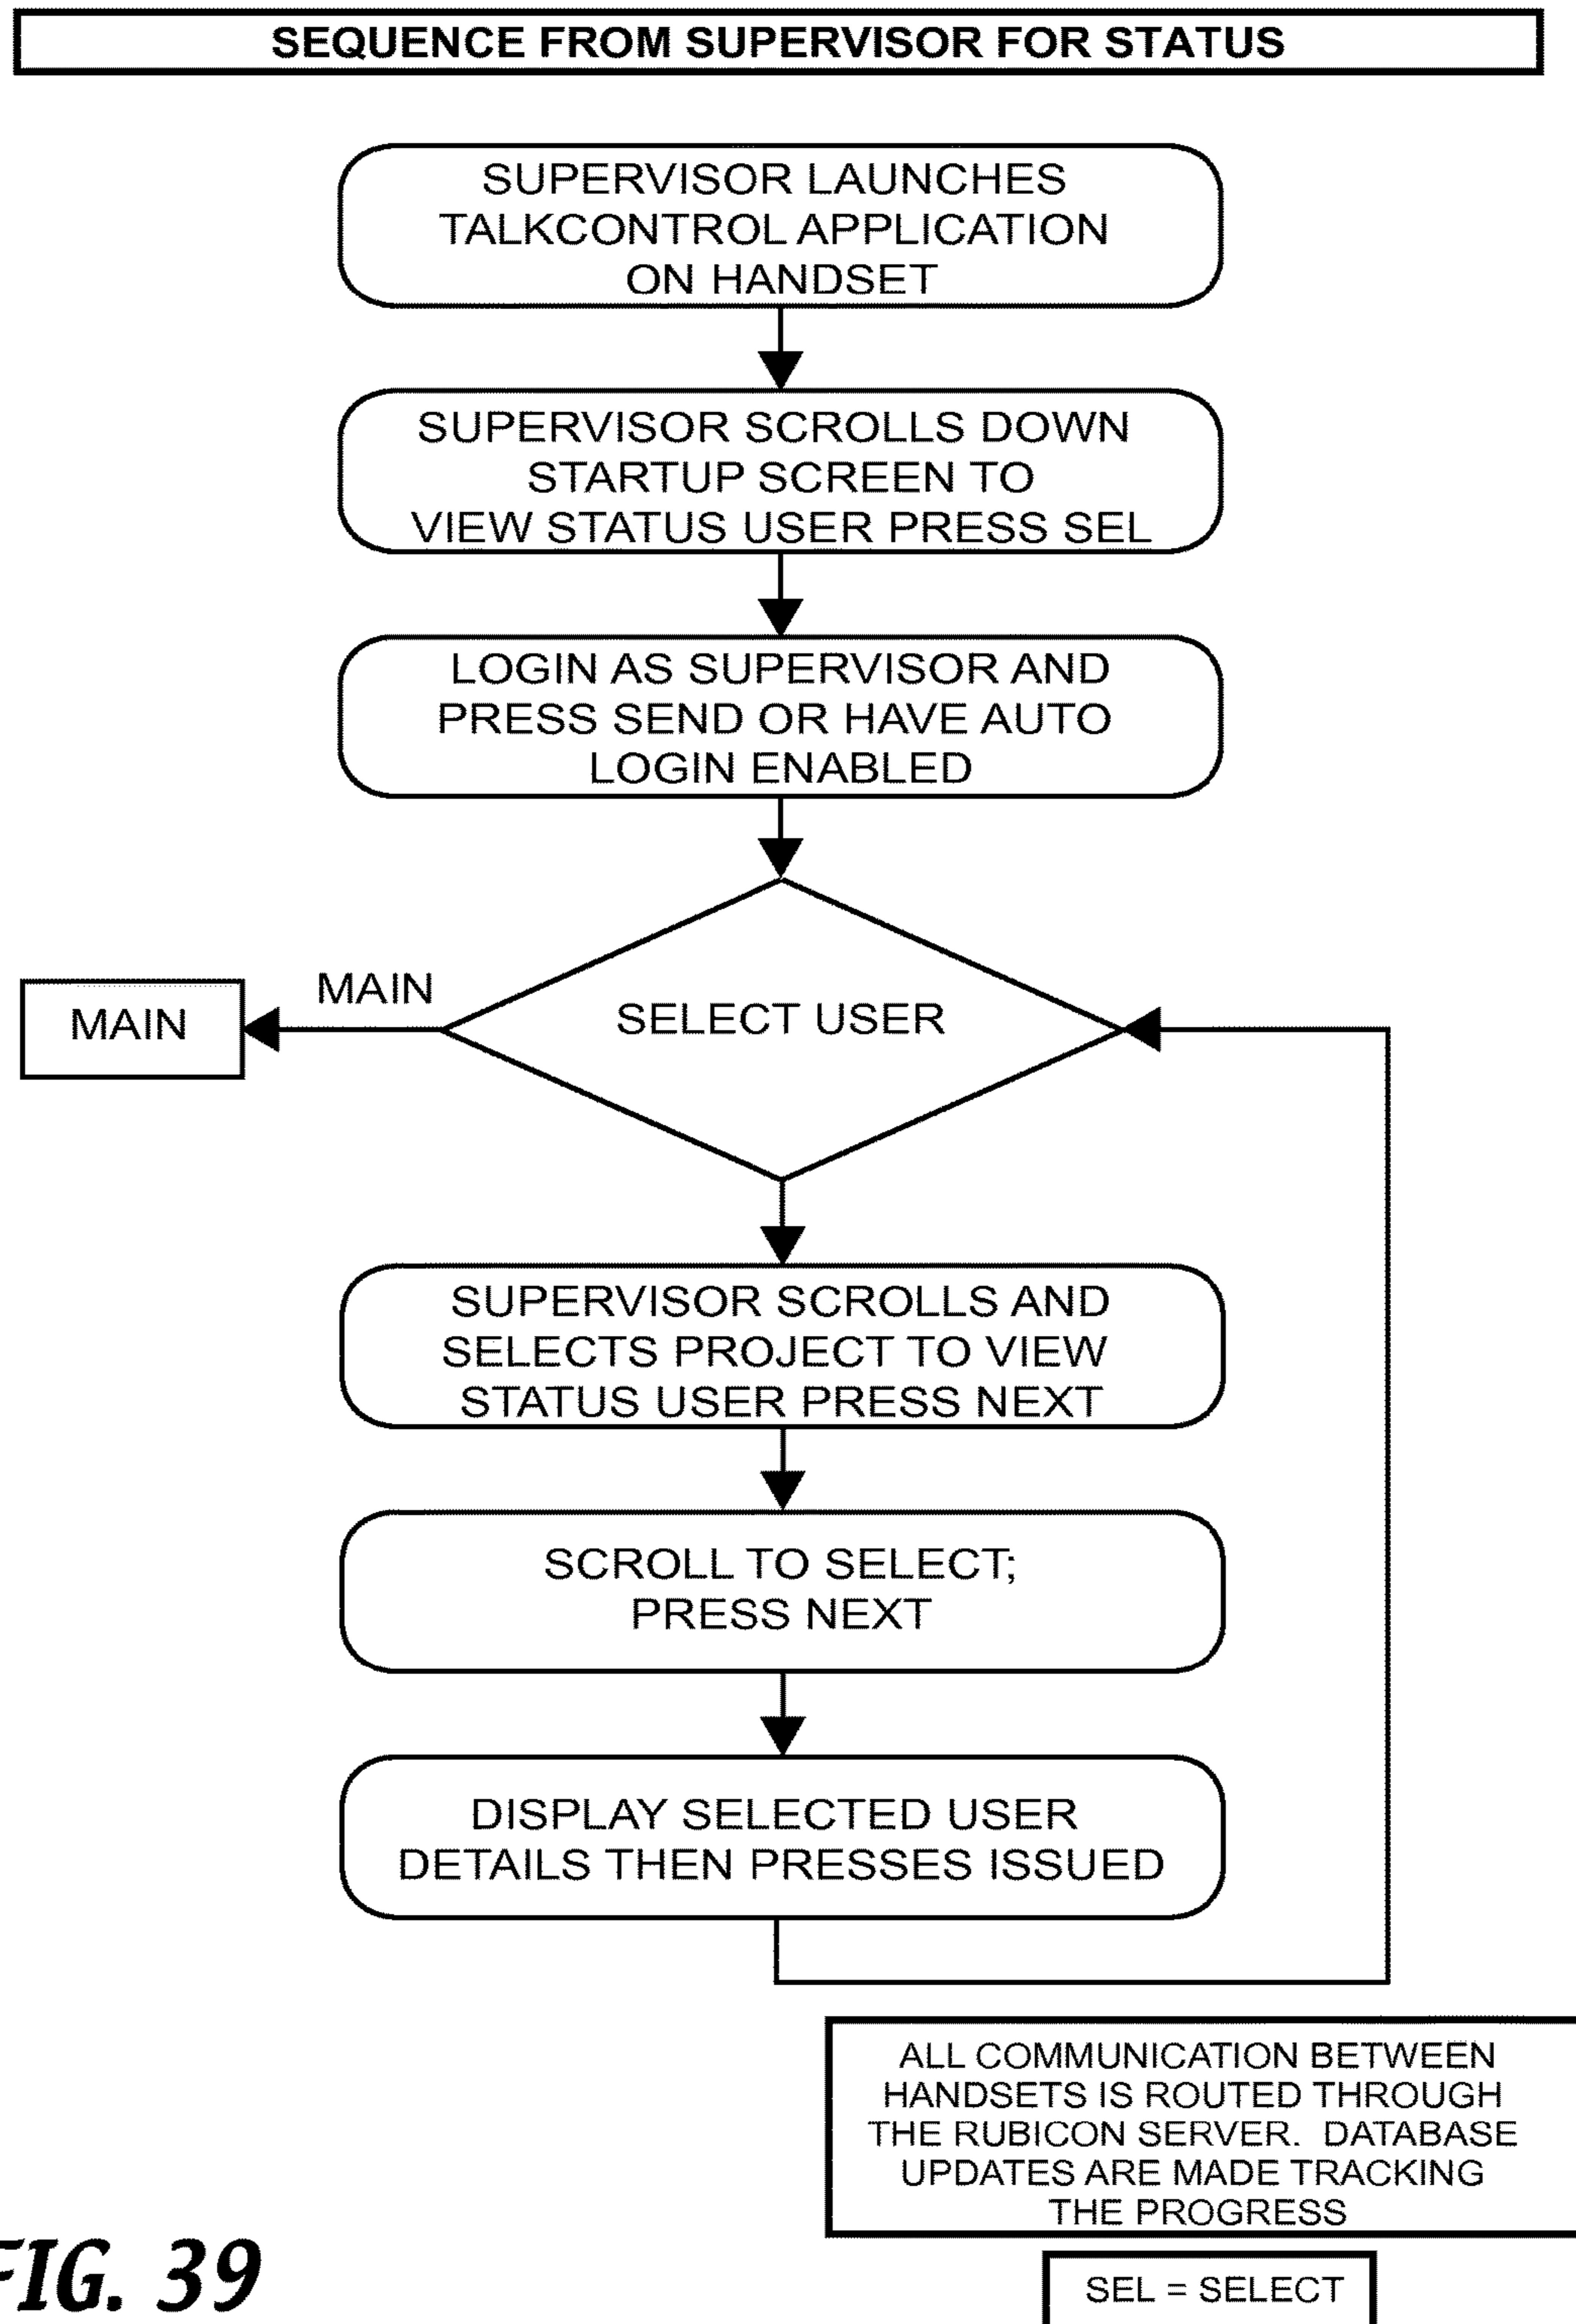 SEQUENCE FROM SUPERVISOR FOR STATUS
SUPERVISOR LAUNCHES
TALKCONTROL APPLICATION
ON HANDSET
SUPERVISOR SCROLLS DOWN
STARTUP SCREEN TO
VIEW STATUS USER PRESS SEL
LOGIN AS SUPERVISOR AND
PRESS SEND OR HAVE AUTO
LOGIN ENABLED
MAIN
MAIN
SELECT USER
SUPERVISOR SCROLLS AND
SELECTS PROJECT TO VIEW
STATUS USER PRESS NEXT
SCROLL TO SELECT;
PRESS NEXT
DISPLAY SELECTED USER
DETAILS THEN PRESSES ISSUED
ALL COMMUNICATION BETWEEN
HANDSETS IS ROUTED THROUGH
THE RUBICON SERVER. DATABASE
UPDATES ARE MADE TRACKING
THE PROGRESS
SEL = SELECT
FIG. 39